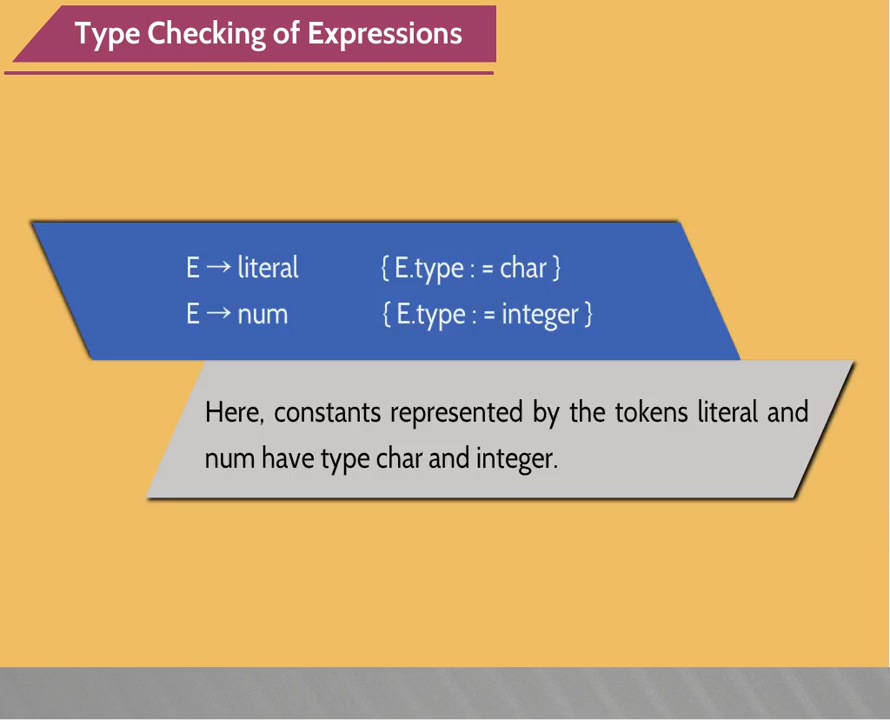 Type Checking of Expressions
E → literal { E.type : = char }
E → num { E.type : = integer }
Here, constants represented by the tokens literal and
num have type char and integer.